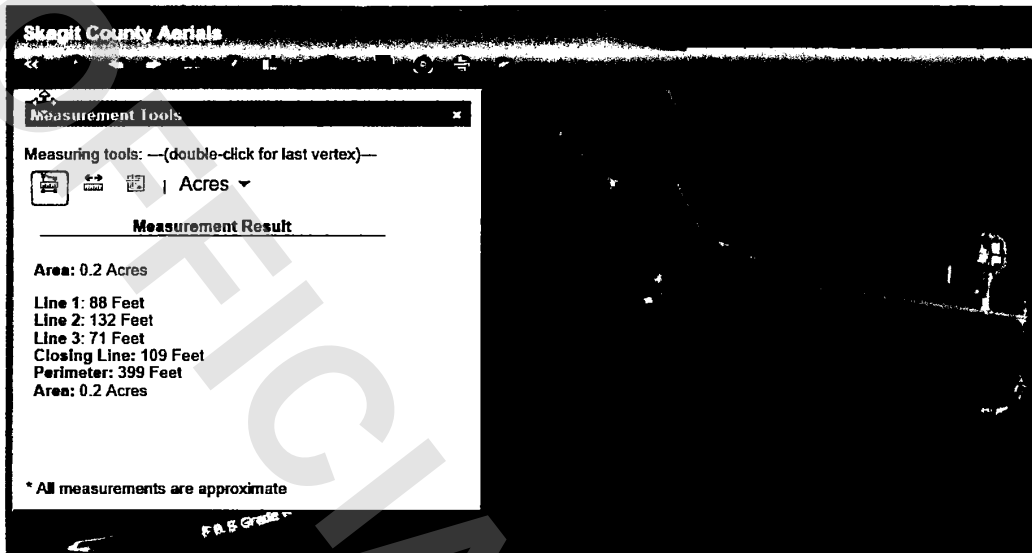 Skagit County Aerials
Measurement Tools
Measuring tools: —(double-click for last vertex)—
Acres
Measurement Result
Area: 0.2 Acres
Line 1: 88 Feet
Line 2: 132 Feet
Line 3: 71 Feet
Closing Line: 109 Feet
Perimeter: 399 Feet
Area: 0.2 Acres
* All measurements are approximate
Grade